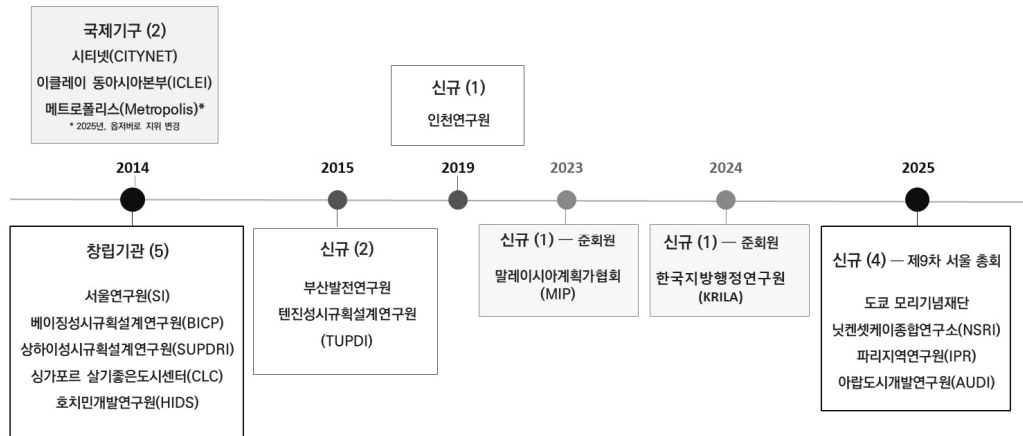 국제기구 (2)
시티넷(CITYNET)
이클레이 동아시아본부(ICLEI)
메트로폴리스(Metropolis)*
* 2025년, 옵저버로 지위 변경
신규 (1)
인천연구원
2014
2015
2019
2023
2024
2025
창립기관 (5)
서울연구원(SI)
베이징성시규획설계연구원(BICP)
상하이성시규획설계연구원(SUPDRI)
싱가포르 살기좋은도시센터(CLC)
호치민개발연구원(HIDS)
신규 (2)
부산발전연구원
텐진성시규획설계연구원
(TUPDI)
신규 (1) — 준회원
말레이시아계획가협회
(MIP)
신규 (1) — 준회원
한국지방행정연구원
(KRILA)
신규 (4) — 제9차 서울 총회
도쿄 모리기념재단
닛켄셋케이종합연구소(NSRI)
파리지역연구원(IPR)
아랍도시개발연구원(AUDI)